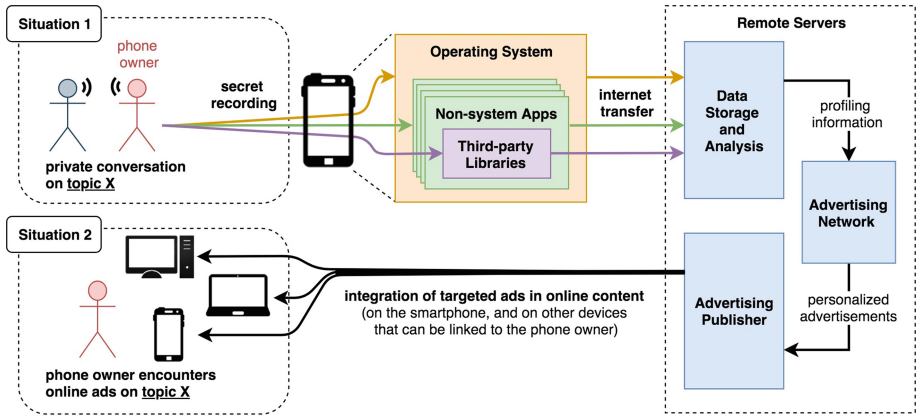 Situation 1
phone
owner
private conversation
on topic X
secret
recording
Operating System
Non-system Apps
Third-party
Libraries
internet
transfer
Remote Servers
Data
Storage
and
Analysis
profiling
information
Advertising
Network
personalized
advertisements
Advertising
Publisher
integration of targeted ads in online content
(on the smartphone, and on other devices
that can be linked to the phone owner)
Situation 2
phone owner encounters
online ads on topic X